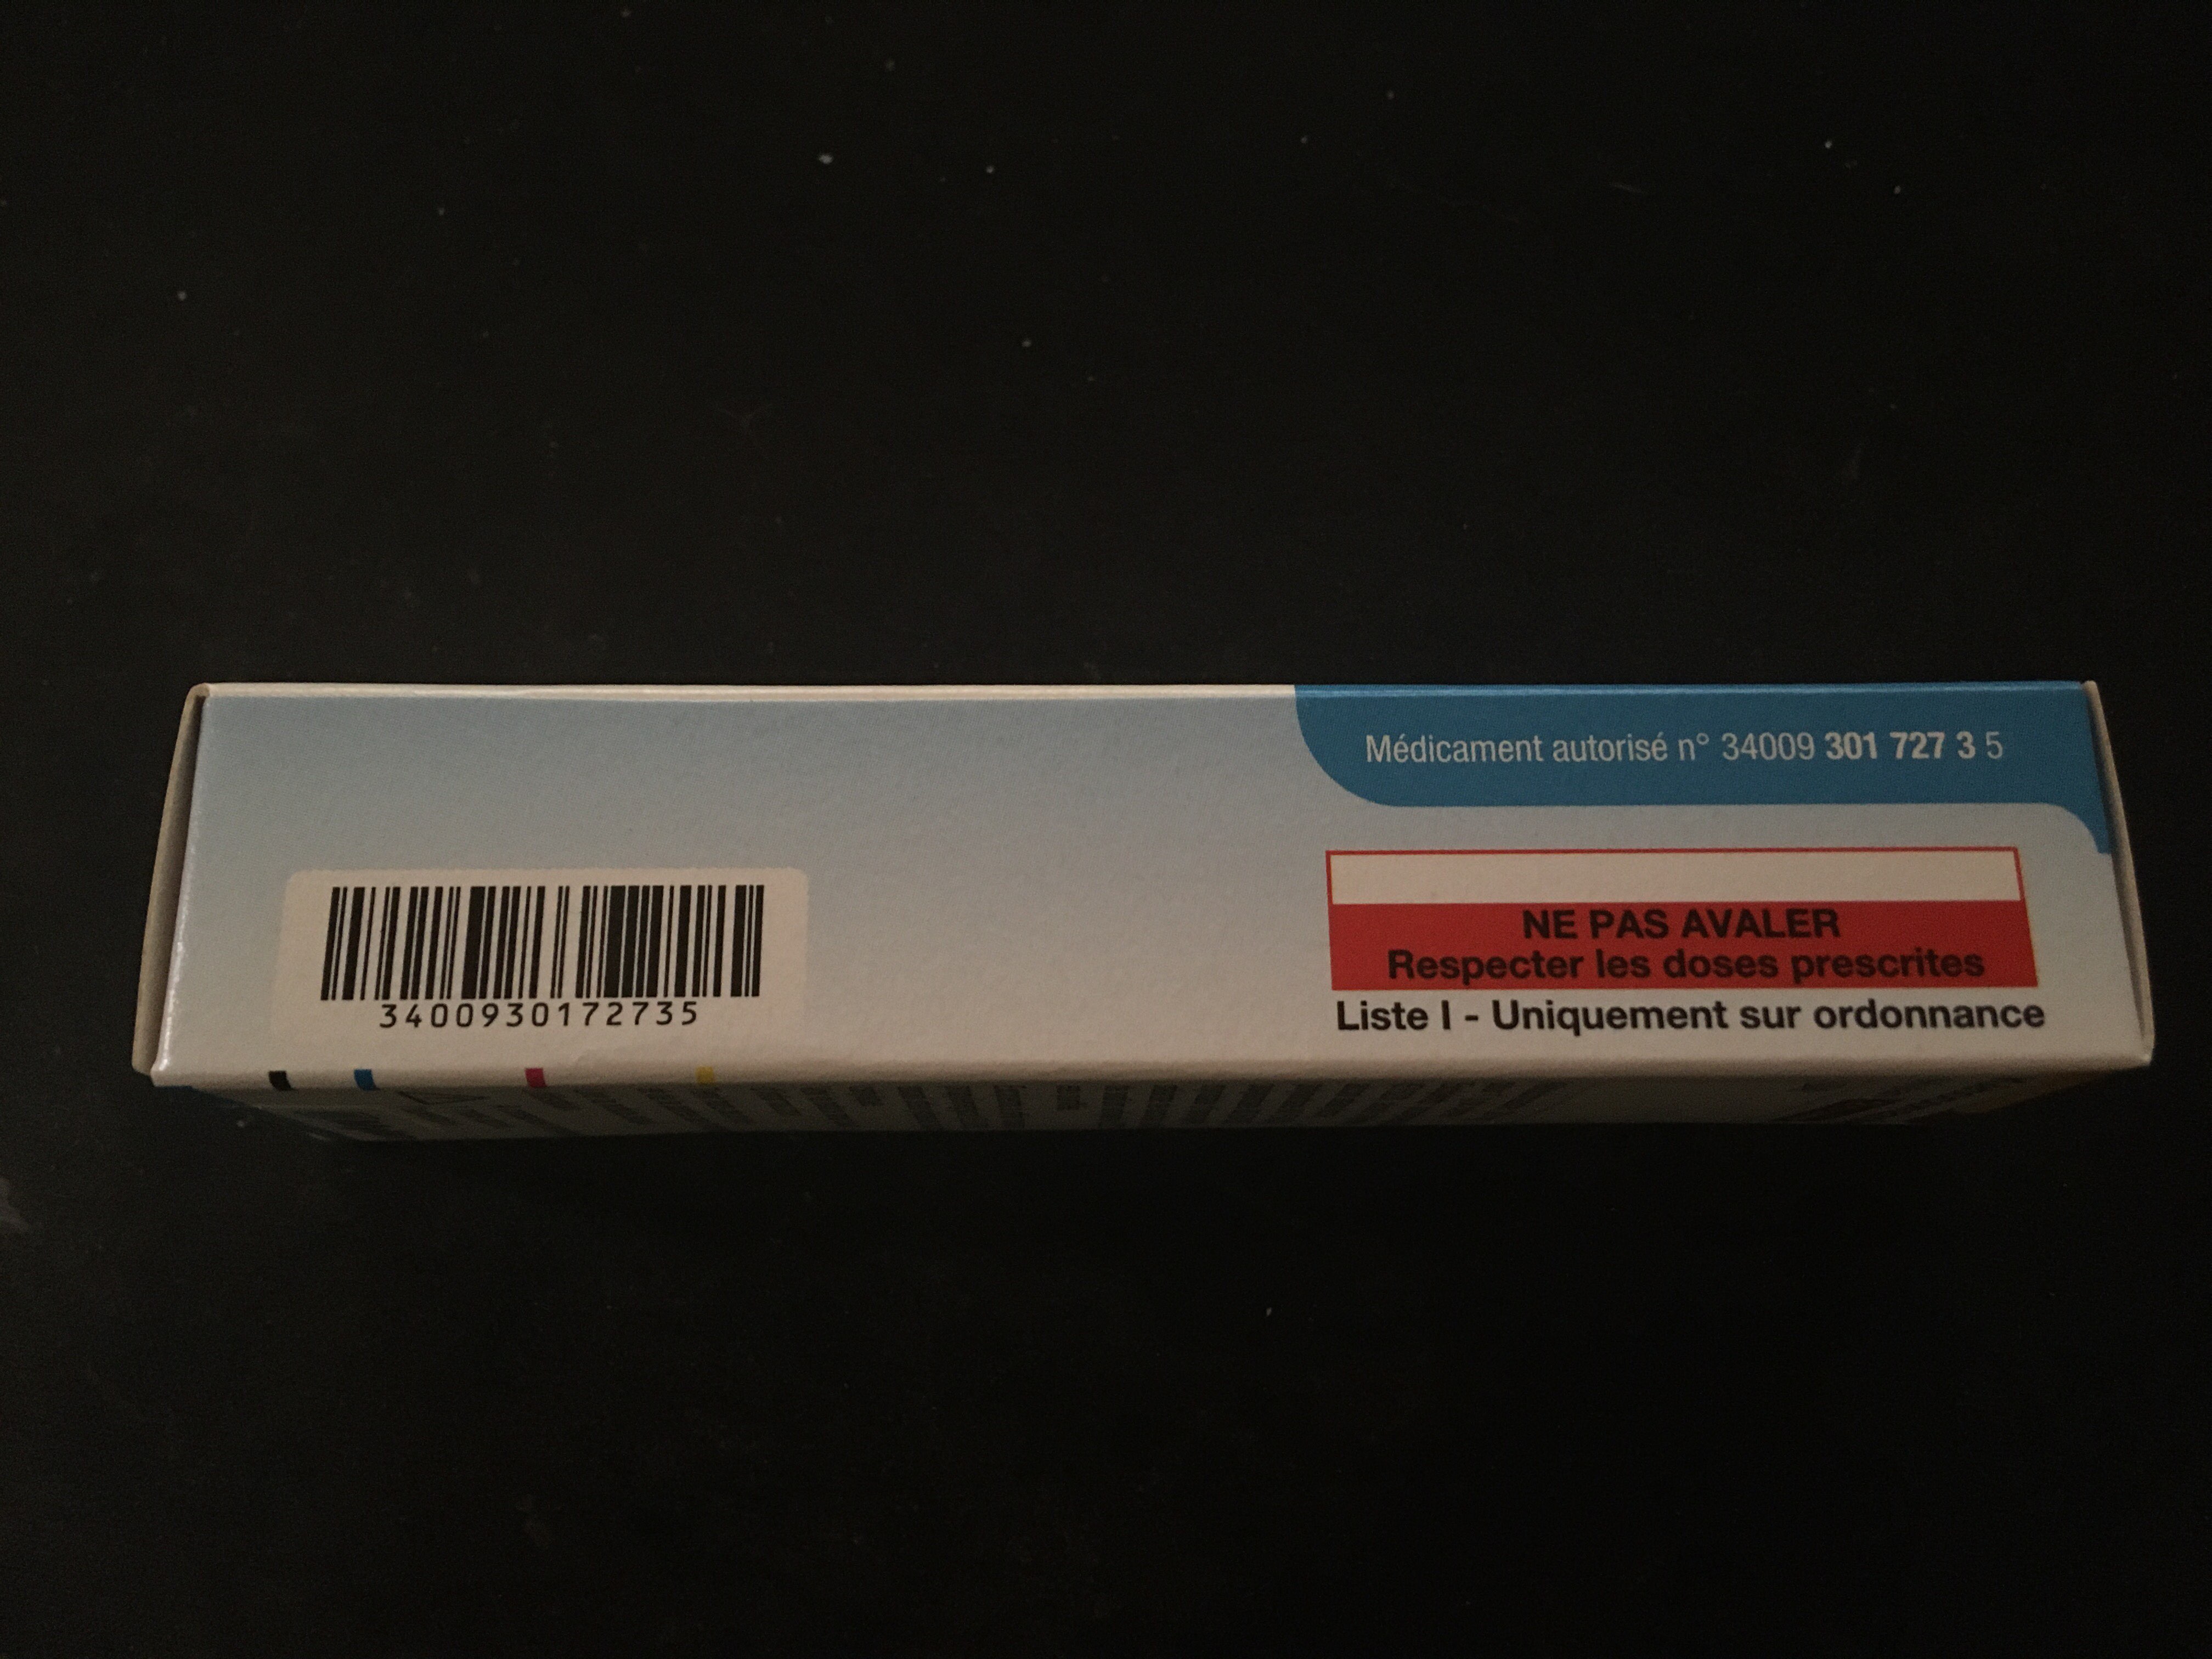 Médicament autorisé n° 34009 301 727 3 5
NE PAS AVALER
Respecter les doses prescrites
Liste I - Uniquement sur ordonnance
3400930172735